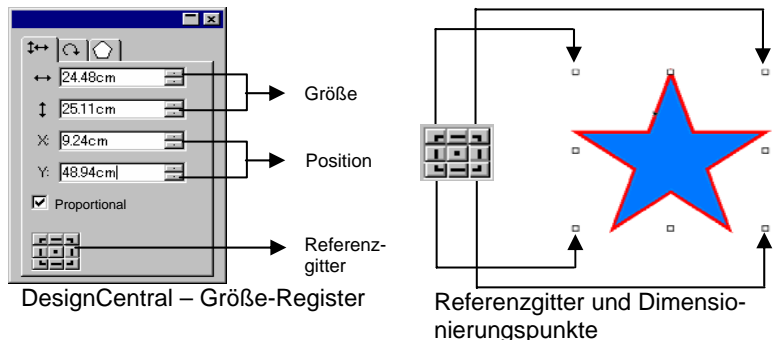 24.48cm
25.11cm
Größe
X: 9.24cm
Position
Y: 48.94cm
Proportional
Referenz-
gitter
DesignCentral – Größe-Register
Referenzgitter und Dimensio-
nierungspunkte